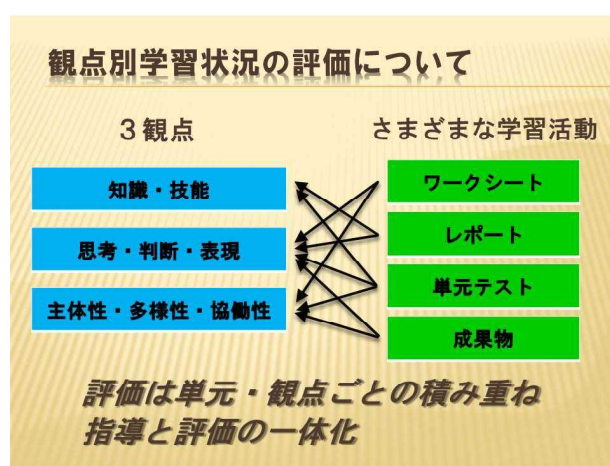 観点別学習状況の評価について
3観点
さまざまな学習活動
知識・技能
思考・判断・表現
主体性・多様性・協働性
ワークシート
レポート
単元テスト
成果物
評価は単元・観点ごとの積み重ね
指導と評価の一体化